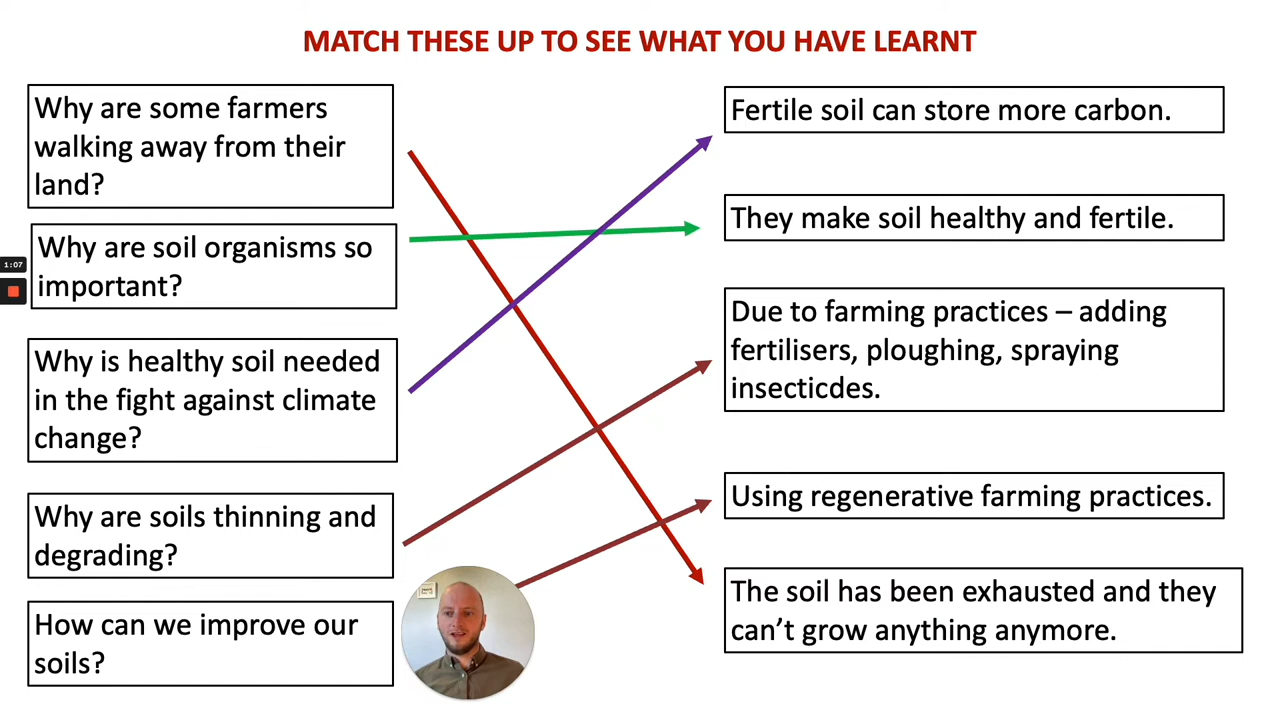 MATCH THESE UP TO SEE WHAT YOU HAVE LEARNT
Why are some farmers
walking away from their
land?
Why are soil organisms so
important?
Why is healthy soil needed
in the fight against climate
change?
Why are soils thinning and
degrading?
How can we improve our
soils?
Fertile soil can store more carbon.
They make soil healthy and fertile.
Due to farming practices – adding
fertilisers, ploughing, spraying
insecticdes.
Using regenerative farming practices.
The soil has been exhausted and they
can't grow anything anymore.
1:07